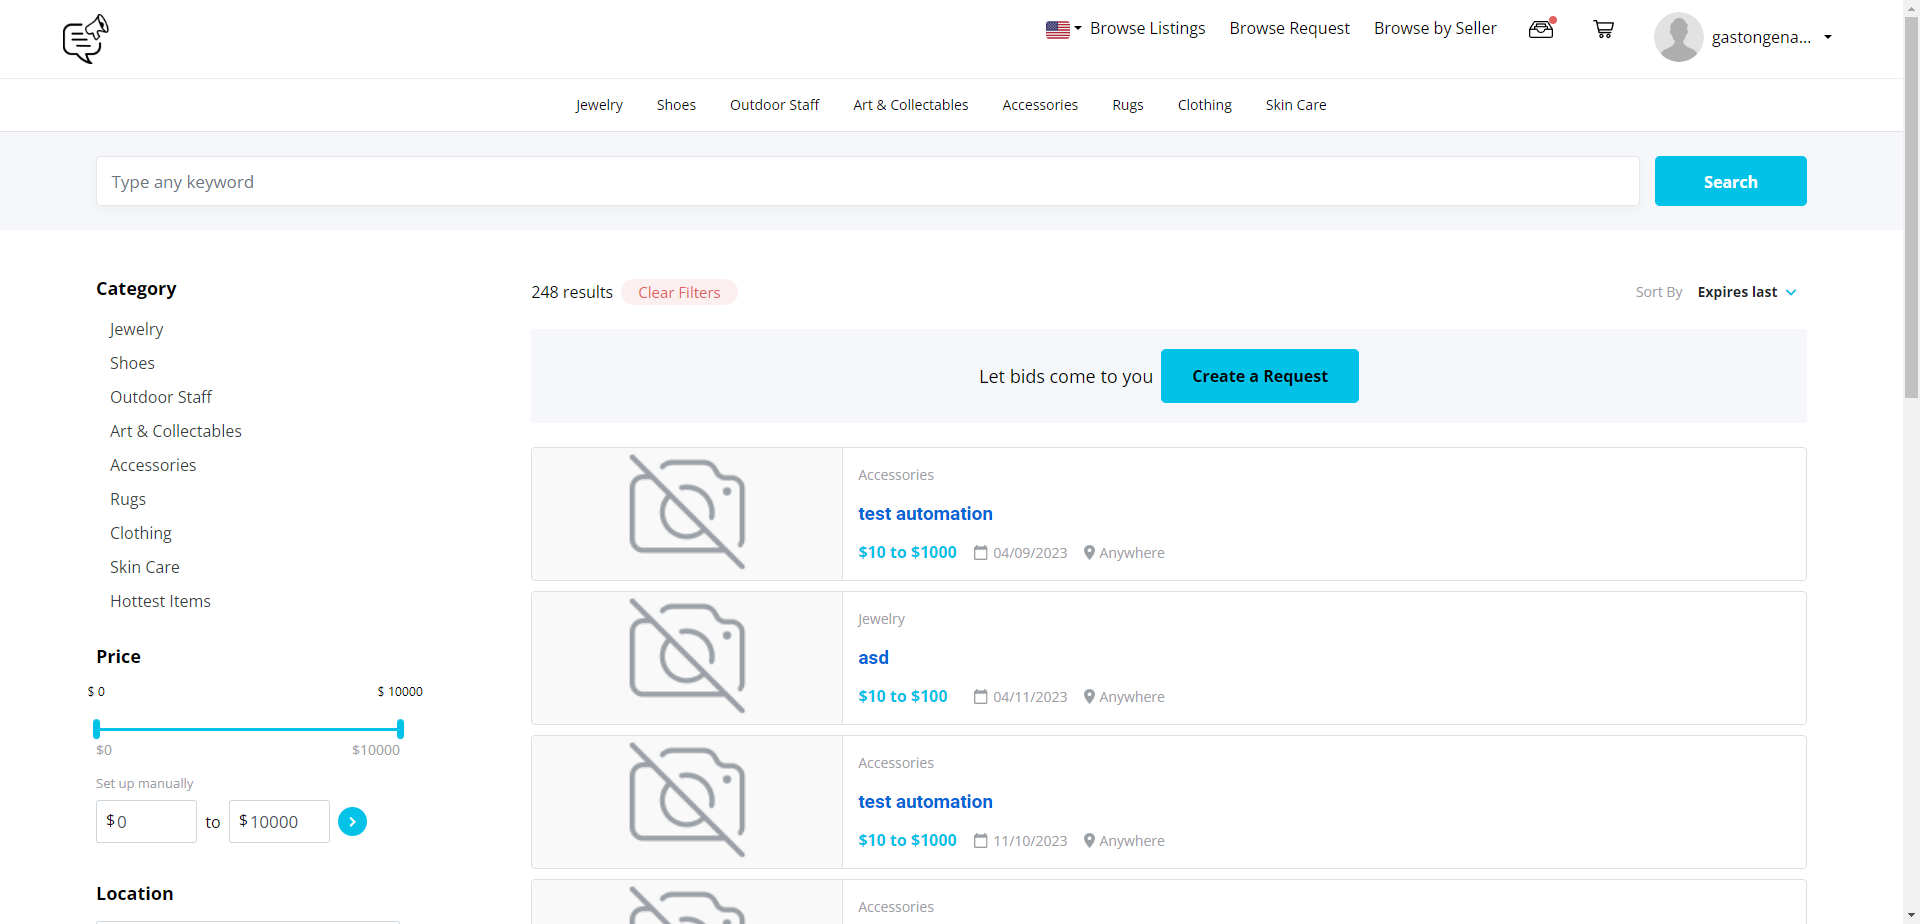 Browse Listings Browse Request Browse by Seller gastongena...
Jewelry Shoes Outdoor Staff Art & Collectables Accessories Rugs Clothing Skin Care
Type any keyword Search
Category
Jewelry
Shoes
Outdoor Staff
Art & Collectables
Accessories
Rugs
Clothing
Skin Care
Hottest Items
Price
$ 0 $ 10000
$0 $10000
Set up manually
$ 0 to $ 10000
Location
248 results Clear Filters Sort By Expires last
Let bids come to you Create a Request
Accessories
test automation
$10 to $1000 04/09/2023 Anywhere
Jewelry
asd
$10 to $100 04/11/2023 Anywhere
Accessories
test automation
$10 to $1000 11/10/2023 Anywhere
Accessories